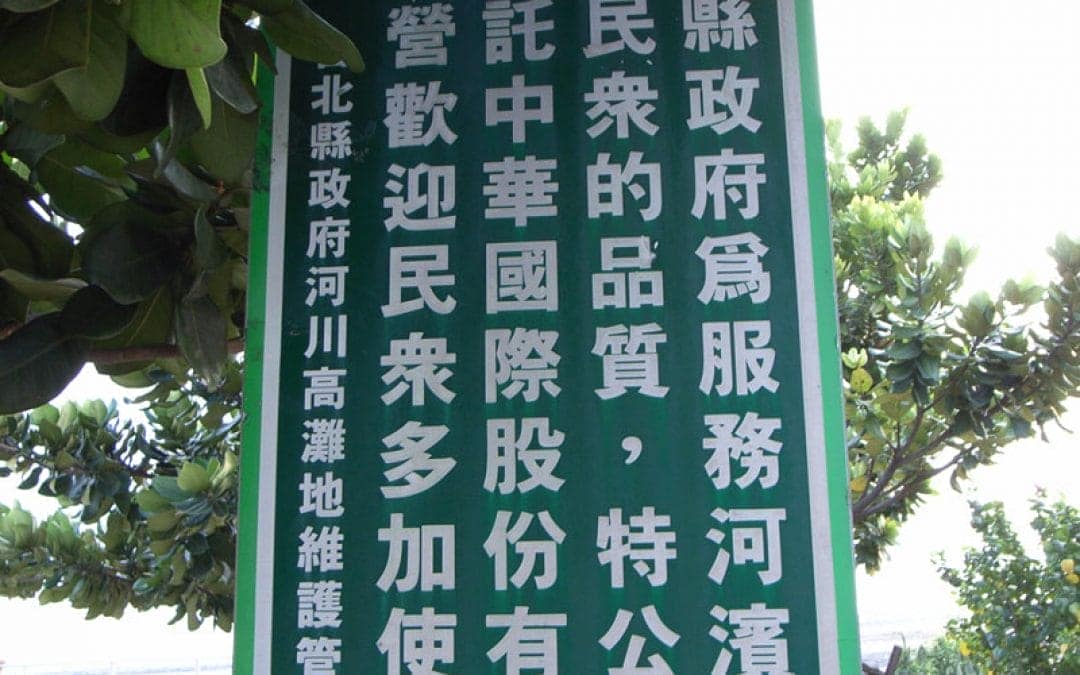 縣政府爲服務河濱
民衆的品質，特公
託中華國際股份有
營歡迎民衆多加使
北縣政府河川高灘地維護管